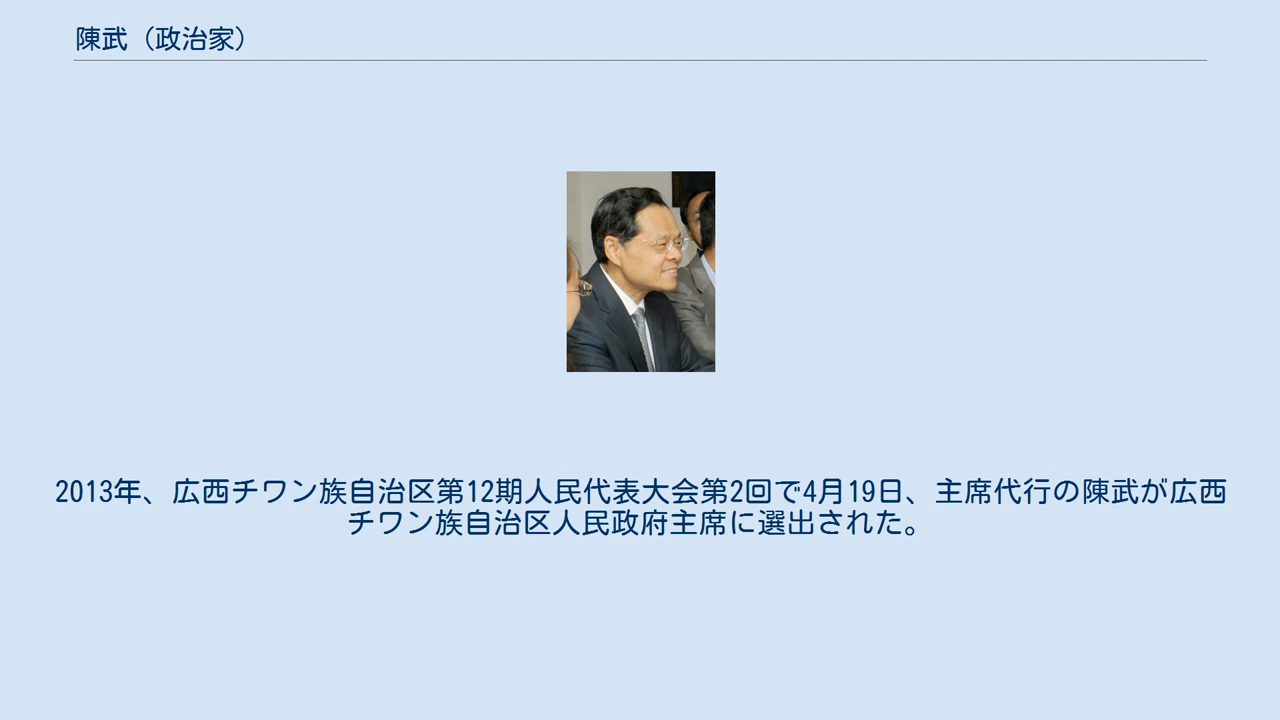 陳武（政治家）
2013年、広西チワン族自治区第12期人民代表大会第2回で4月19日、主席代行の陳武が広西
チワン族自治区人民政府主席に選出された。